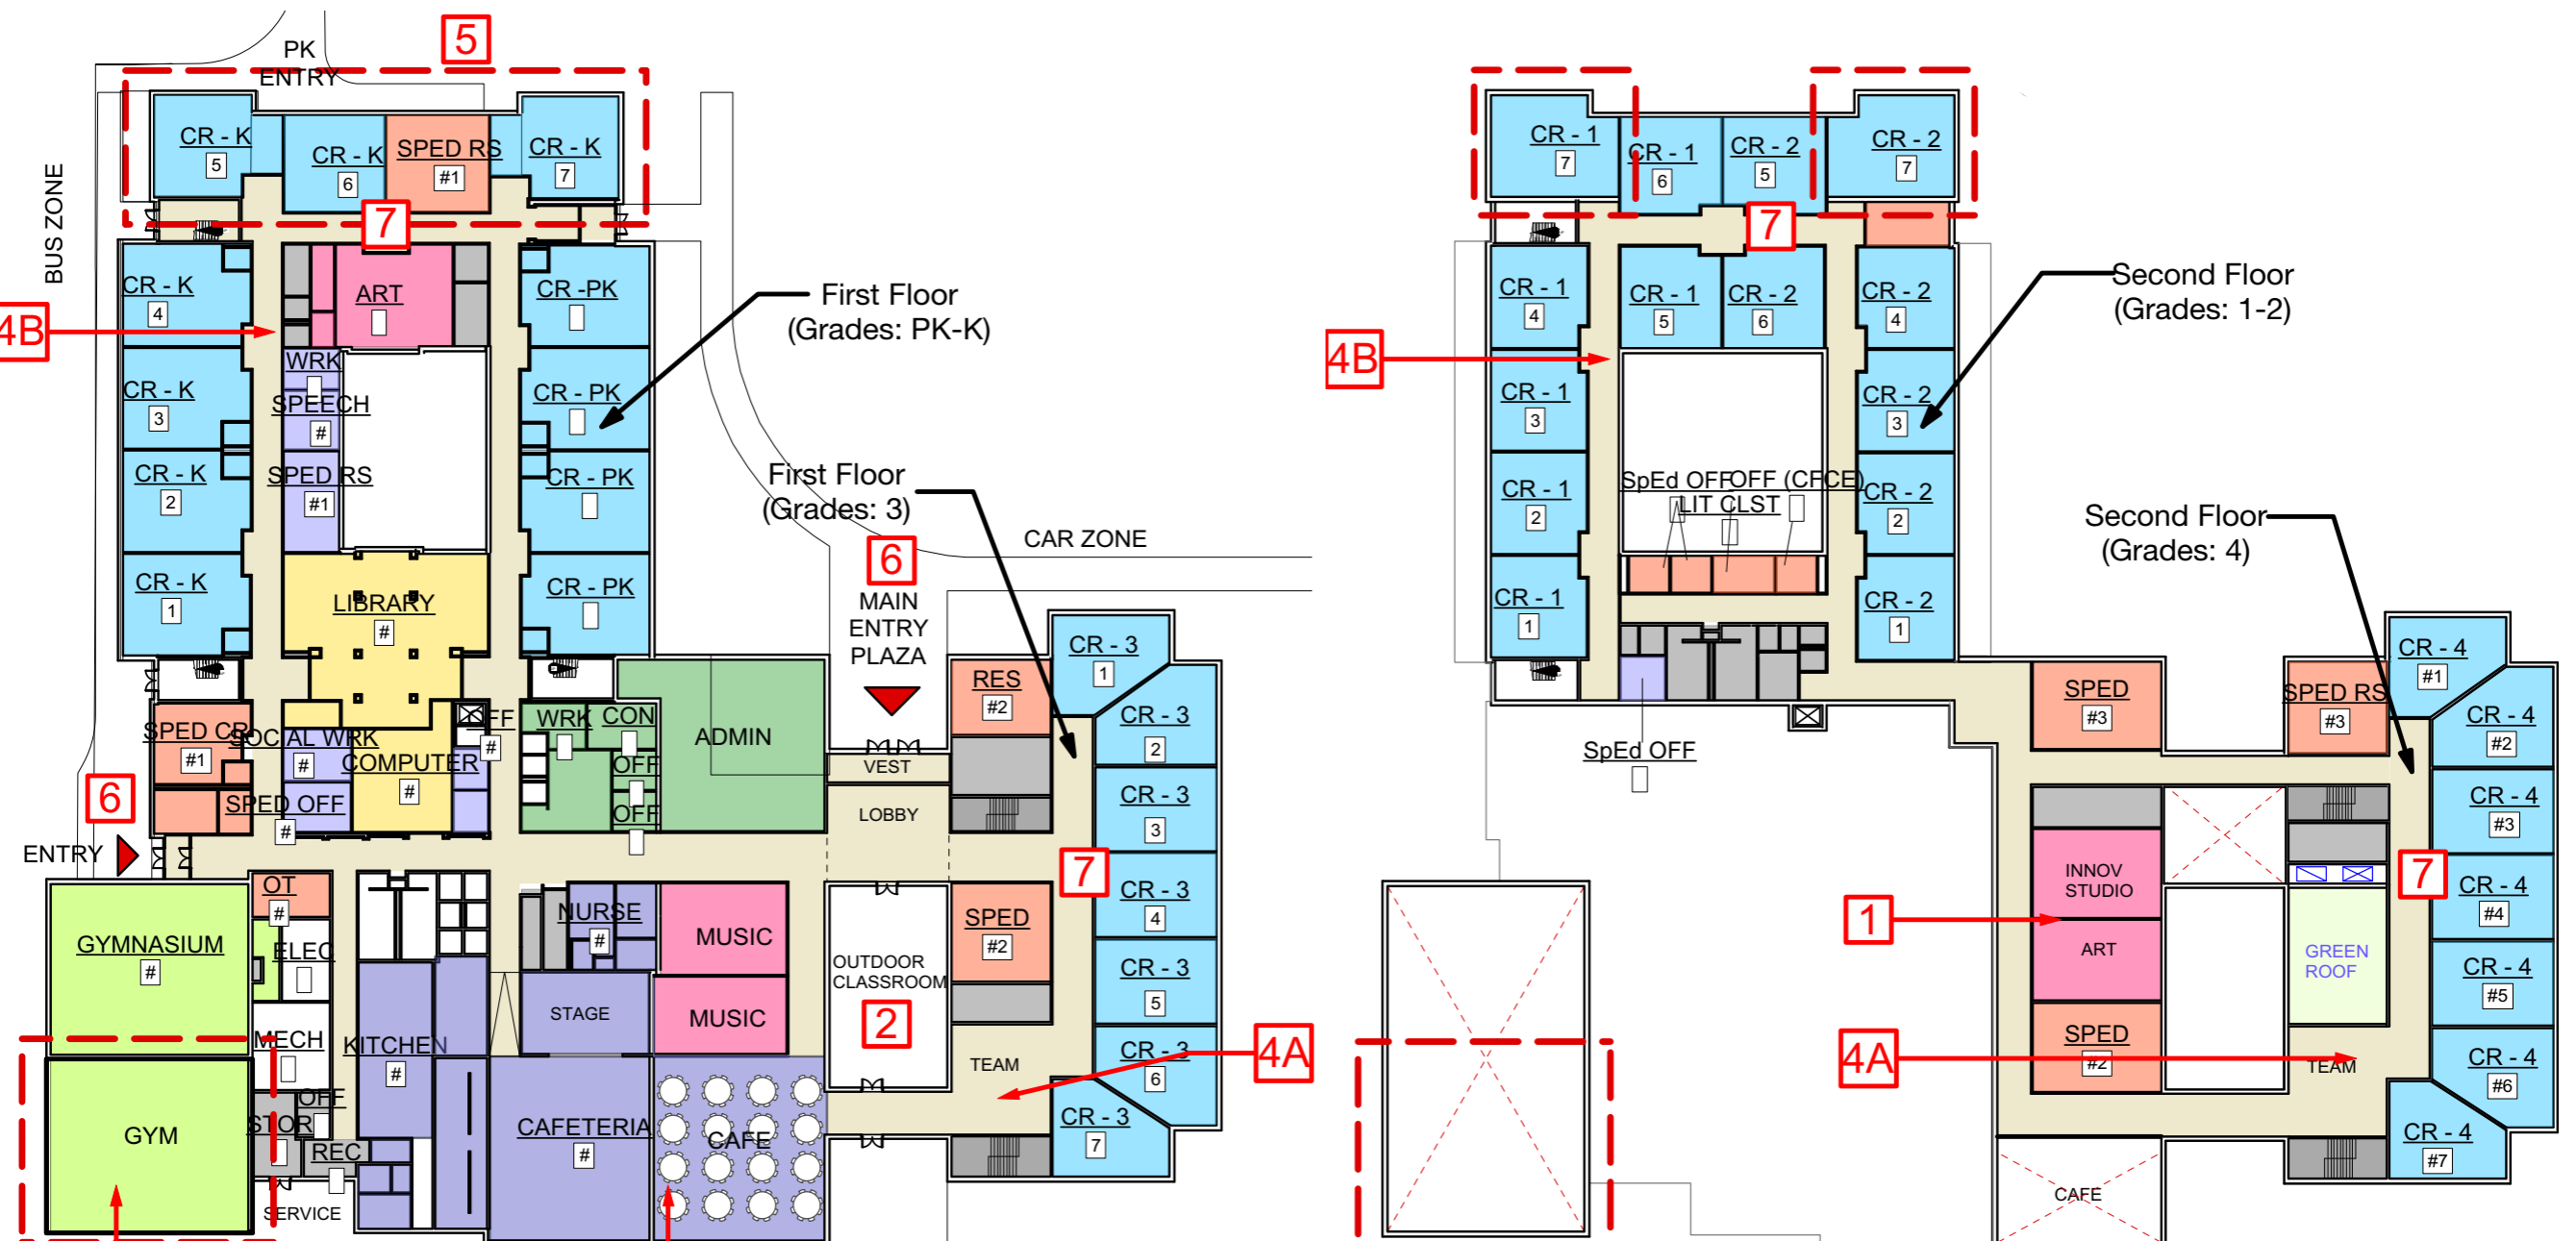 5
PK
ENTRY
BUS ZONE
CR - K
5
CR - K
6
SPED RS
#1
CR - K
7
7
CR - K
4
ART
CR -PK
4B
WRK
CR - K
3
SPEECH
#
CR - PK
CR - K
2
SPED RS
#1
CR - PK
CR - K
1
LIBRARY
#
CR - PK
First Floor
(Grades: PK-K)
First Floor
(Grades: 3)
CAR ZONE
6
MAIN
ENTRY
PLAZA
SPED CR
#1
SOCIAL WRK
#
COMPUTER
#
OFF
#
SPED OFF
#
WRK
CON
OFF
OFF
ADMIN
VEST
LOBBY
RES
#2
CR - 3
1
CR - 3
2
CR - 3
3
7
CR - 3
4
CR - 3
5
CR - 3
6
CR - 3
7
6
ENTRY
GYMNASIUM
#
OT
#
ELEC
MECH
KITCHEN
#
NURSE
#
MUSIC
STAGE
MUSIC
OUTDOOR
CLASSROOM
2
SPED
#2
TEAM
4A
GYM
OFF
STOR
REC
SERVICE
CAFETERIA
#
CAFE
CR - 1
7
CR - 1
6
CR - 2
5
CR - 2
7
7
CR - 1
4
CR - 1
5
CR - 2
6
CR - 2
4
4B
CR - 1
3
CR - 2
3
CR - 1
2
SpEd OFF
OFF (CFCE)
LIT CLST
CR - 2
2
CR - 1
1
CR - 2
1
SpEd OFF
Second Floor
(Grades: 1-2)
Second Floor
(Grades: 4)
SPED
#3
SPED RS
#3
CR - 4
#1
CR - 4
#2
CR - 4
#3
7
CR - 4
#4
CR - 4
#5
CR - 4
#6
CR - 4
#7
INNOV
STUDIO
1
ART
GREEN
ROOF
SPED
#2
4A
TEAM
CAFE